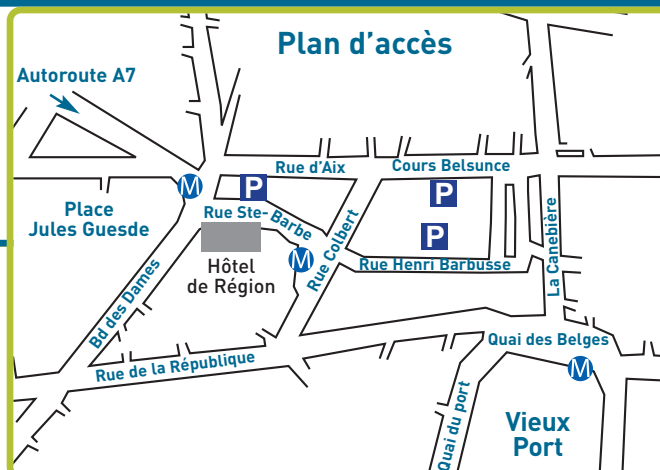 Plan d'accès
Autoroute A7
Rue d'Aix
Cours Belsunce
M
P
P
Place
Jules Guesde
Rue Ste-Barbe
P
Hôtel
de Région
M
Rue Colbert
Rue Henri Barbusse
La Canebière
Bd des Dames
Rue de la République
Quai des Belges
M
Quai du port
Vieux
Port